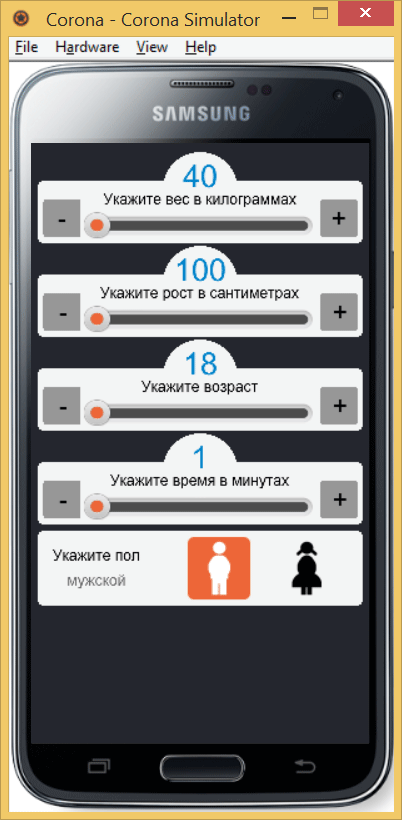 Corona - Corona Simulator
File Hardware View Help
SAMSUNG
40
Укажите вес в килограммах
- +
100
Укажите рост в сантиметрах
- +
18
Укажите возраст
- +
1
Укажите время в минутах
- +
Укажите пол
мужской